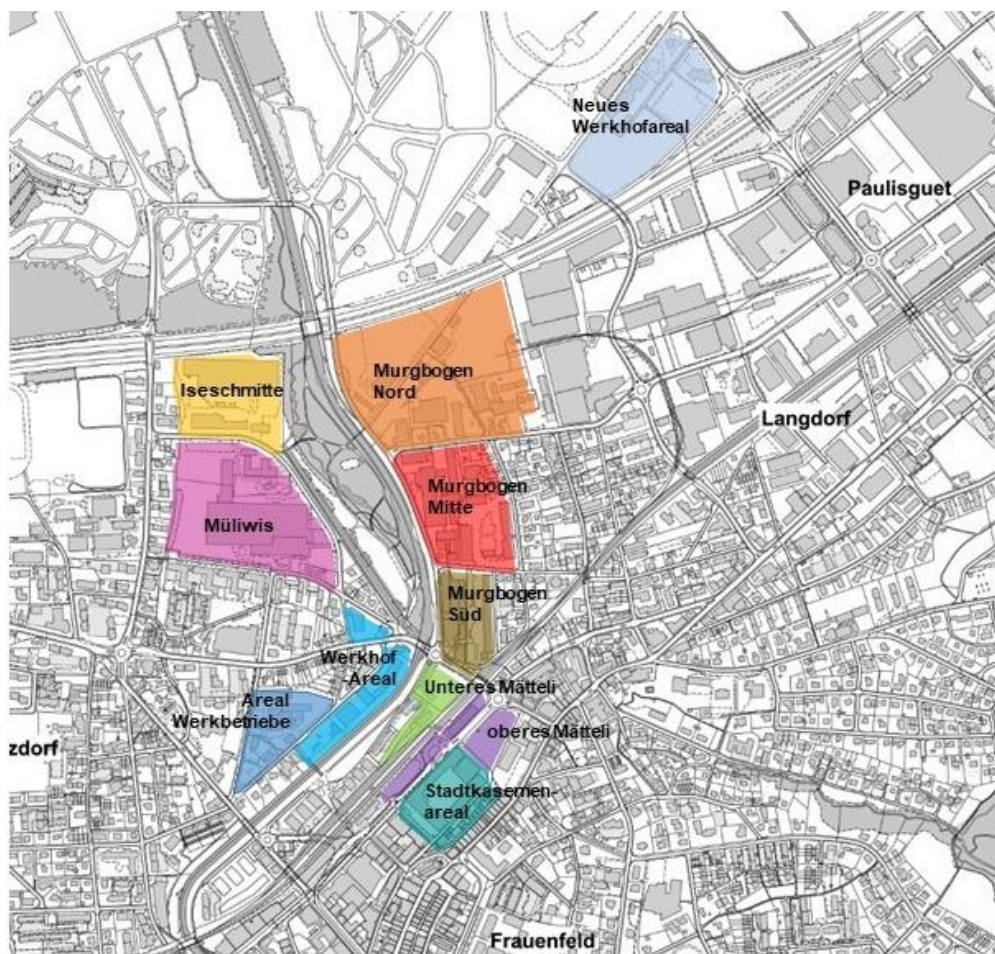 Neues
Werkhofareal
Paulisguet
Murgbogen
Nord
Iseschmitte
Langdorf
Murgbogen
Mitte
Müliwis
Murgbogen
Süd
Werkhof
-Areal
Unteres Mätteli
Areal
Werkbetriebe
oberes Mätteli
zdorf
Stadtkasernen-
areal
Frauenfeld